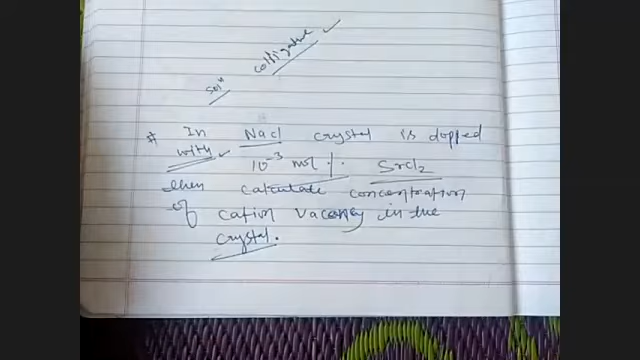 colligative
solⁿ
# In Nacl crystal is dopped
with 10⁻³ mol %. SrCl₂
then calculate concentration
of cation vacancy in the
crystal.